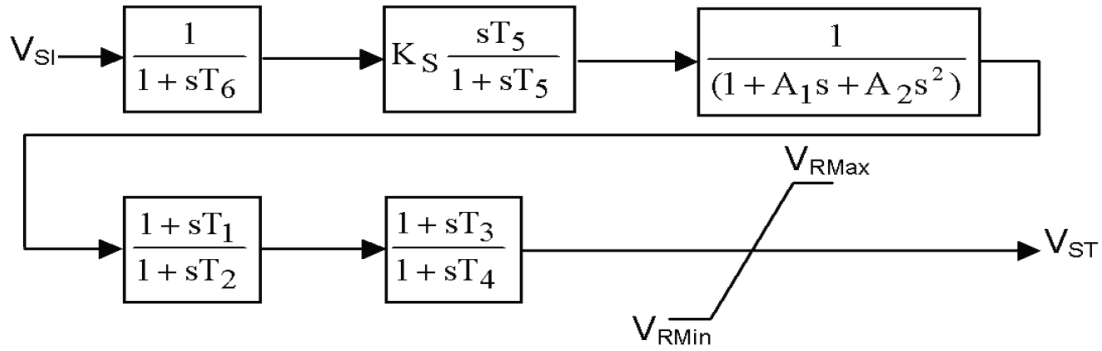 V_SI
1 / (1 + sT_6)
K_S sT_5 / (1 + sT_5)
1 / ((1 + A_1s + A_2s^2))
V_RMax
1 + sT_1 / 1 + sT_2
1 + sT_3 / 1 + sT_4
V_ST
V_RMin